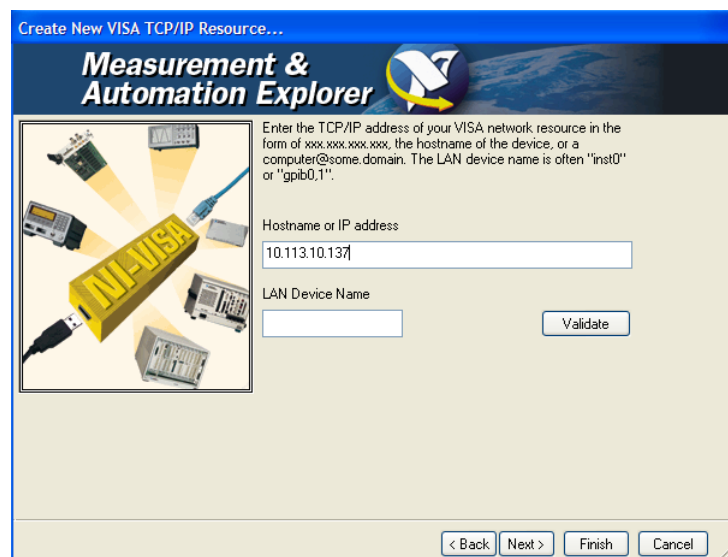 Create New VISA TCP/IP Resource...
Measurement &
Automation Explorer
Enter the TCP/IP address of your VISA network resource in the
form of xxx.xxx.xxx.xxx, the hostname of the device, or a
computer@some.domain. The LAN device name is often "inst0"
or "gpib0,1".
Hostname or IP address
10.113.10.137
LAN Device Name
Validate
NI-VISA
< Back
Next >
Finish
Cancel